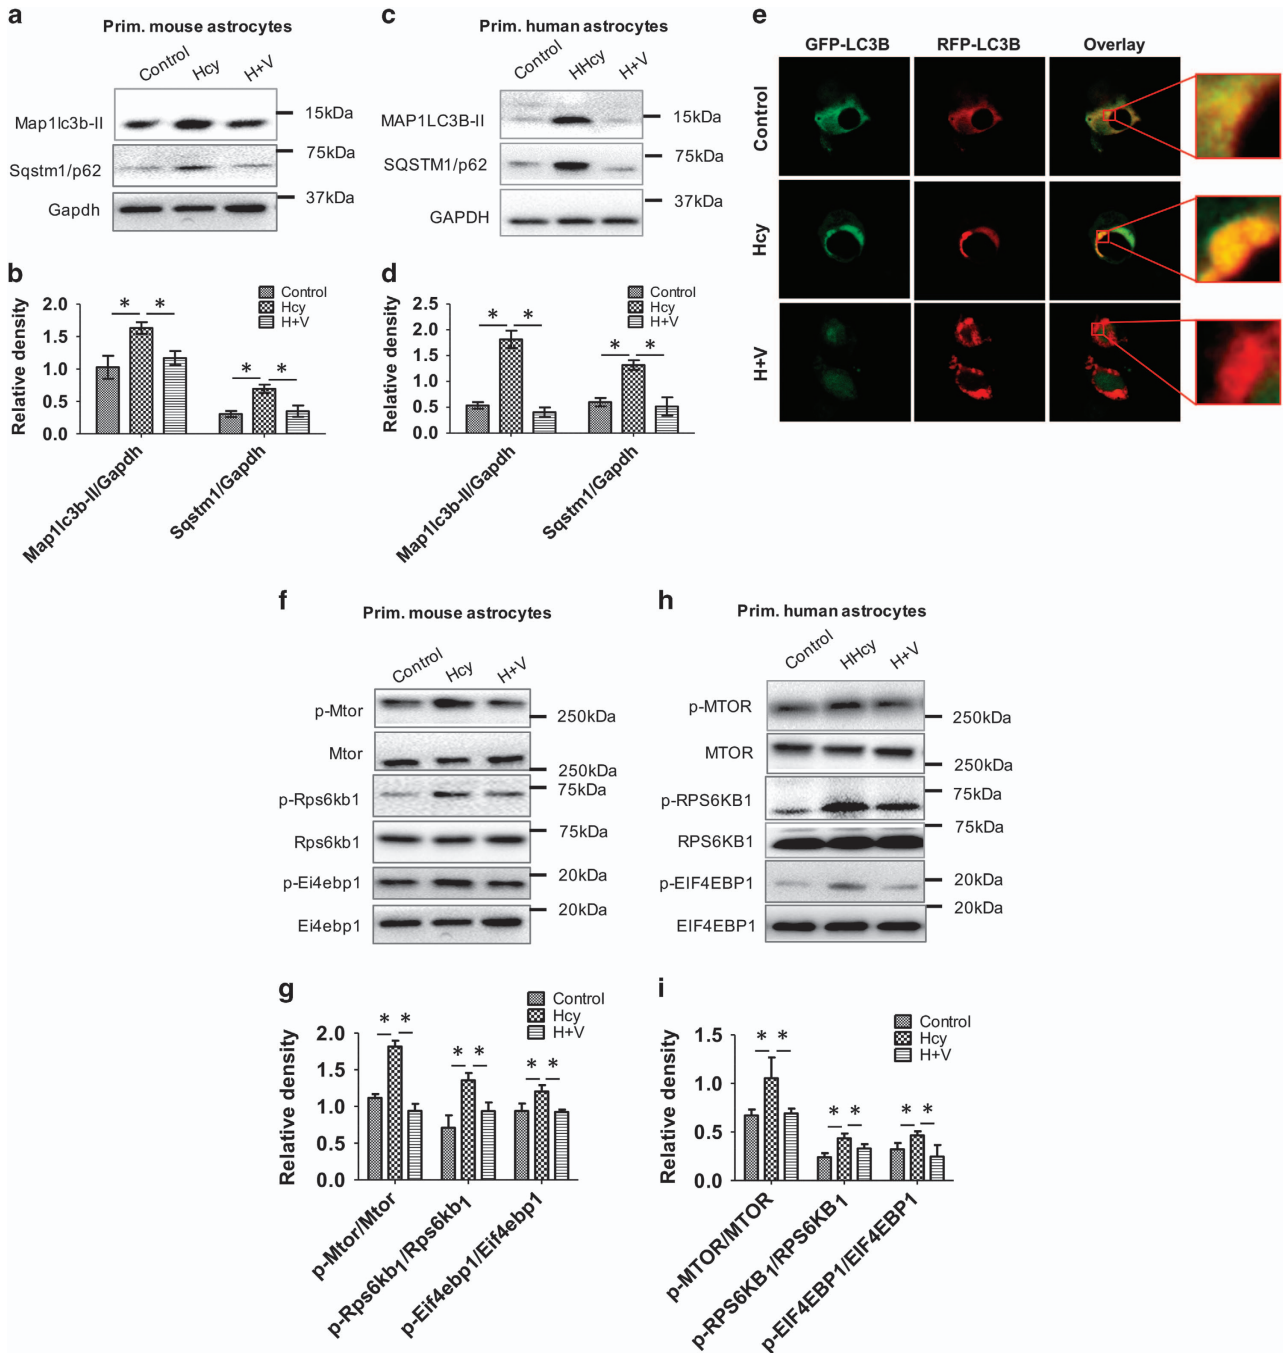 a
Prim. mouse astrocytes
Control
Hcy
H+V
Map1lc3b-II
15kDa
Sqstm1/p62
75kDa
Gapdh
37kDa
b
Relative density
2.0
1.5
1.0
0.5
0.0
Control
Hcy
H+V
* *
* *
Map1lc3b-II/Gapdh
Sqstm1/Gapdh
c
Prim. human astrocytes
Control
HHcy
H+V
MAP1LC3B-II
15kDa
SQSTM1/p62
75kDa
GAPDH
37kDa
d
Relative density
2.5
2.0
1.5
1.0
0.5
0.0
Control
Hcy
H+V
* *
* *
Map1lc3b-II/Gapdh
Sqstm1/Gapdh
e
GFP-LC3B
RFP-LC3B
Overlay
Control
Hcy
H+V
f
Prim. mouse astrocytes
Control
Hcy
H+V
p-Mtor
250kDa
Mtor
250kDa
p-Rps6kb1
75kDa
Rps6kb1
75kDa
p-Ei4ebp1
20kDa
Ei4ebp1
20kDa
g
Relative density
2.0
1.5
1.0
0.5
0.0
Control
Hcy
H+V
* *
* *
* *
p-Mtor/Mtor
p-Rps6kb1/Rps6kb1
p-Eif4ebp1/Eif4ebp1
h
Prim. human astrocytes
Control
HHcy
H+V
p-MTOR
250kDa
MTOR
250kDa
p-RPS6KB1
75kDa
RPS6KB1
75kDa
p-EIF4EBP1
20kDa
EIF4EBP1
20kDa
i
Relative density
1.5
1.0
0.5
0.0
Control
Hcy
H+V
* *
* *
* *
p-MTOR/MTOR
p-RPS6KB1/RPS6KB1
p-EIF4EBP1/EIF4EBP1